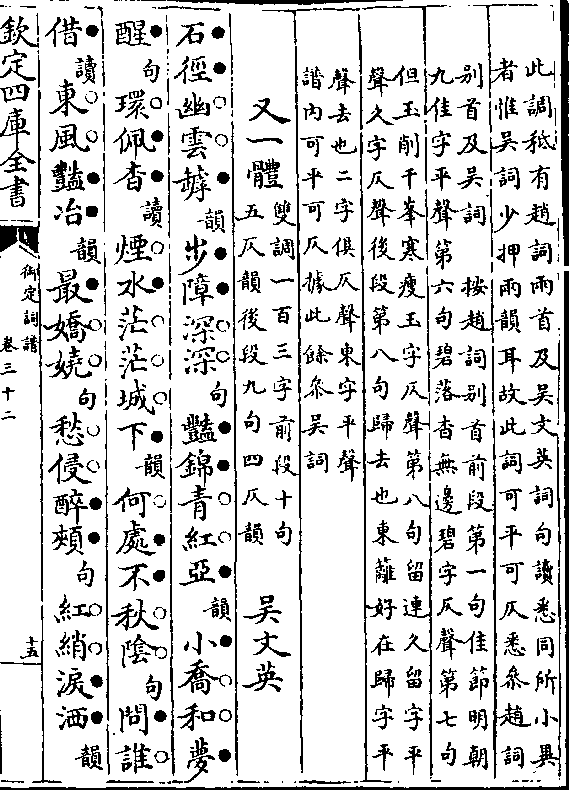 此調秪有趙詞兩首及吳文英詞句讀悉同所小異
者惟吳詞少押兩韻耳故此詞可平可仄悉叅趙詞
别首及吳詞 按趙詞别首前段第一句佳節明朝
九佳字平聲第六句碧落杳無邊碧字仄聲第七句
但玉削千峯寒瘦玉字仄聲第八句留連久留字平
聲久字仄聲後段第八句歸去也東蘺好在歸字平
聲去也二字俱仄聲東字平聲
譜内可平可仄據此餘叅吳詞
又一體 雙調一百三字前段十句
五仄韻後段九句四仄韻 吳文英
石徑幽雲罅韻步障深深句豔錦青紅亞韻小喬和夢
醒句環佩杳讀煙水茫茫城下韻何處不秋陰句問誰
借讀東風豔冶韻最嬌嬈句愁侵醉頰句紅綃淚洒韻
欽定四庫全書
御定詞譜
卷三十二
十五